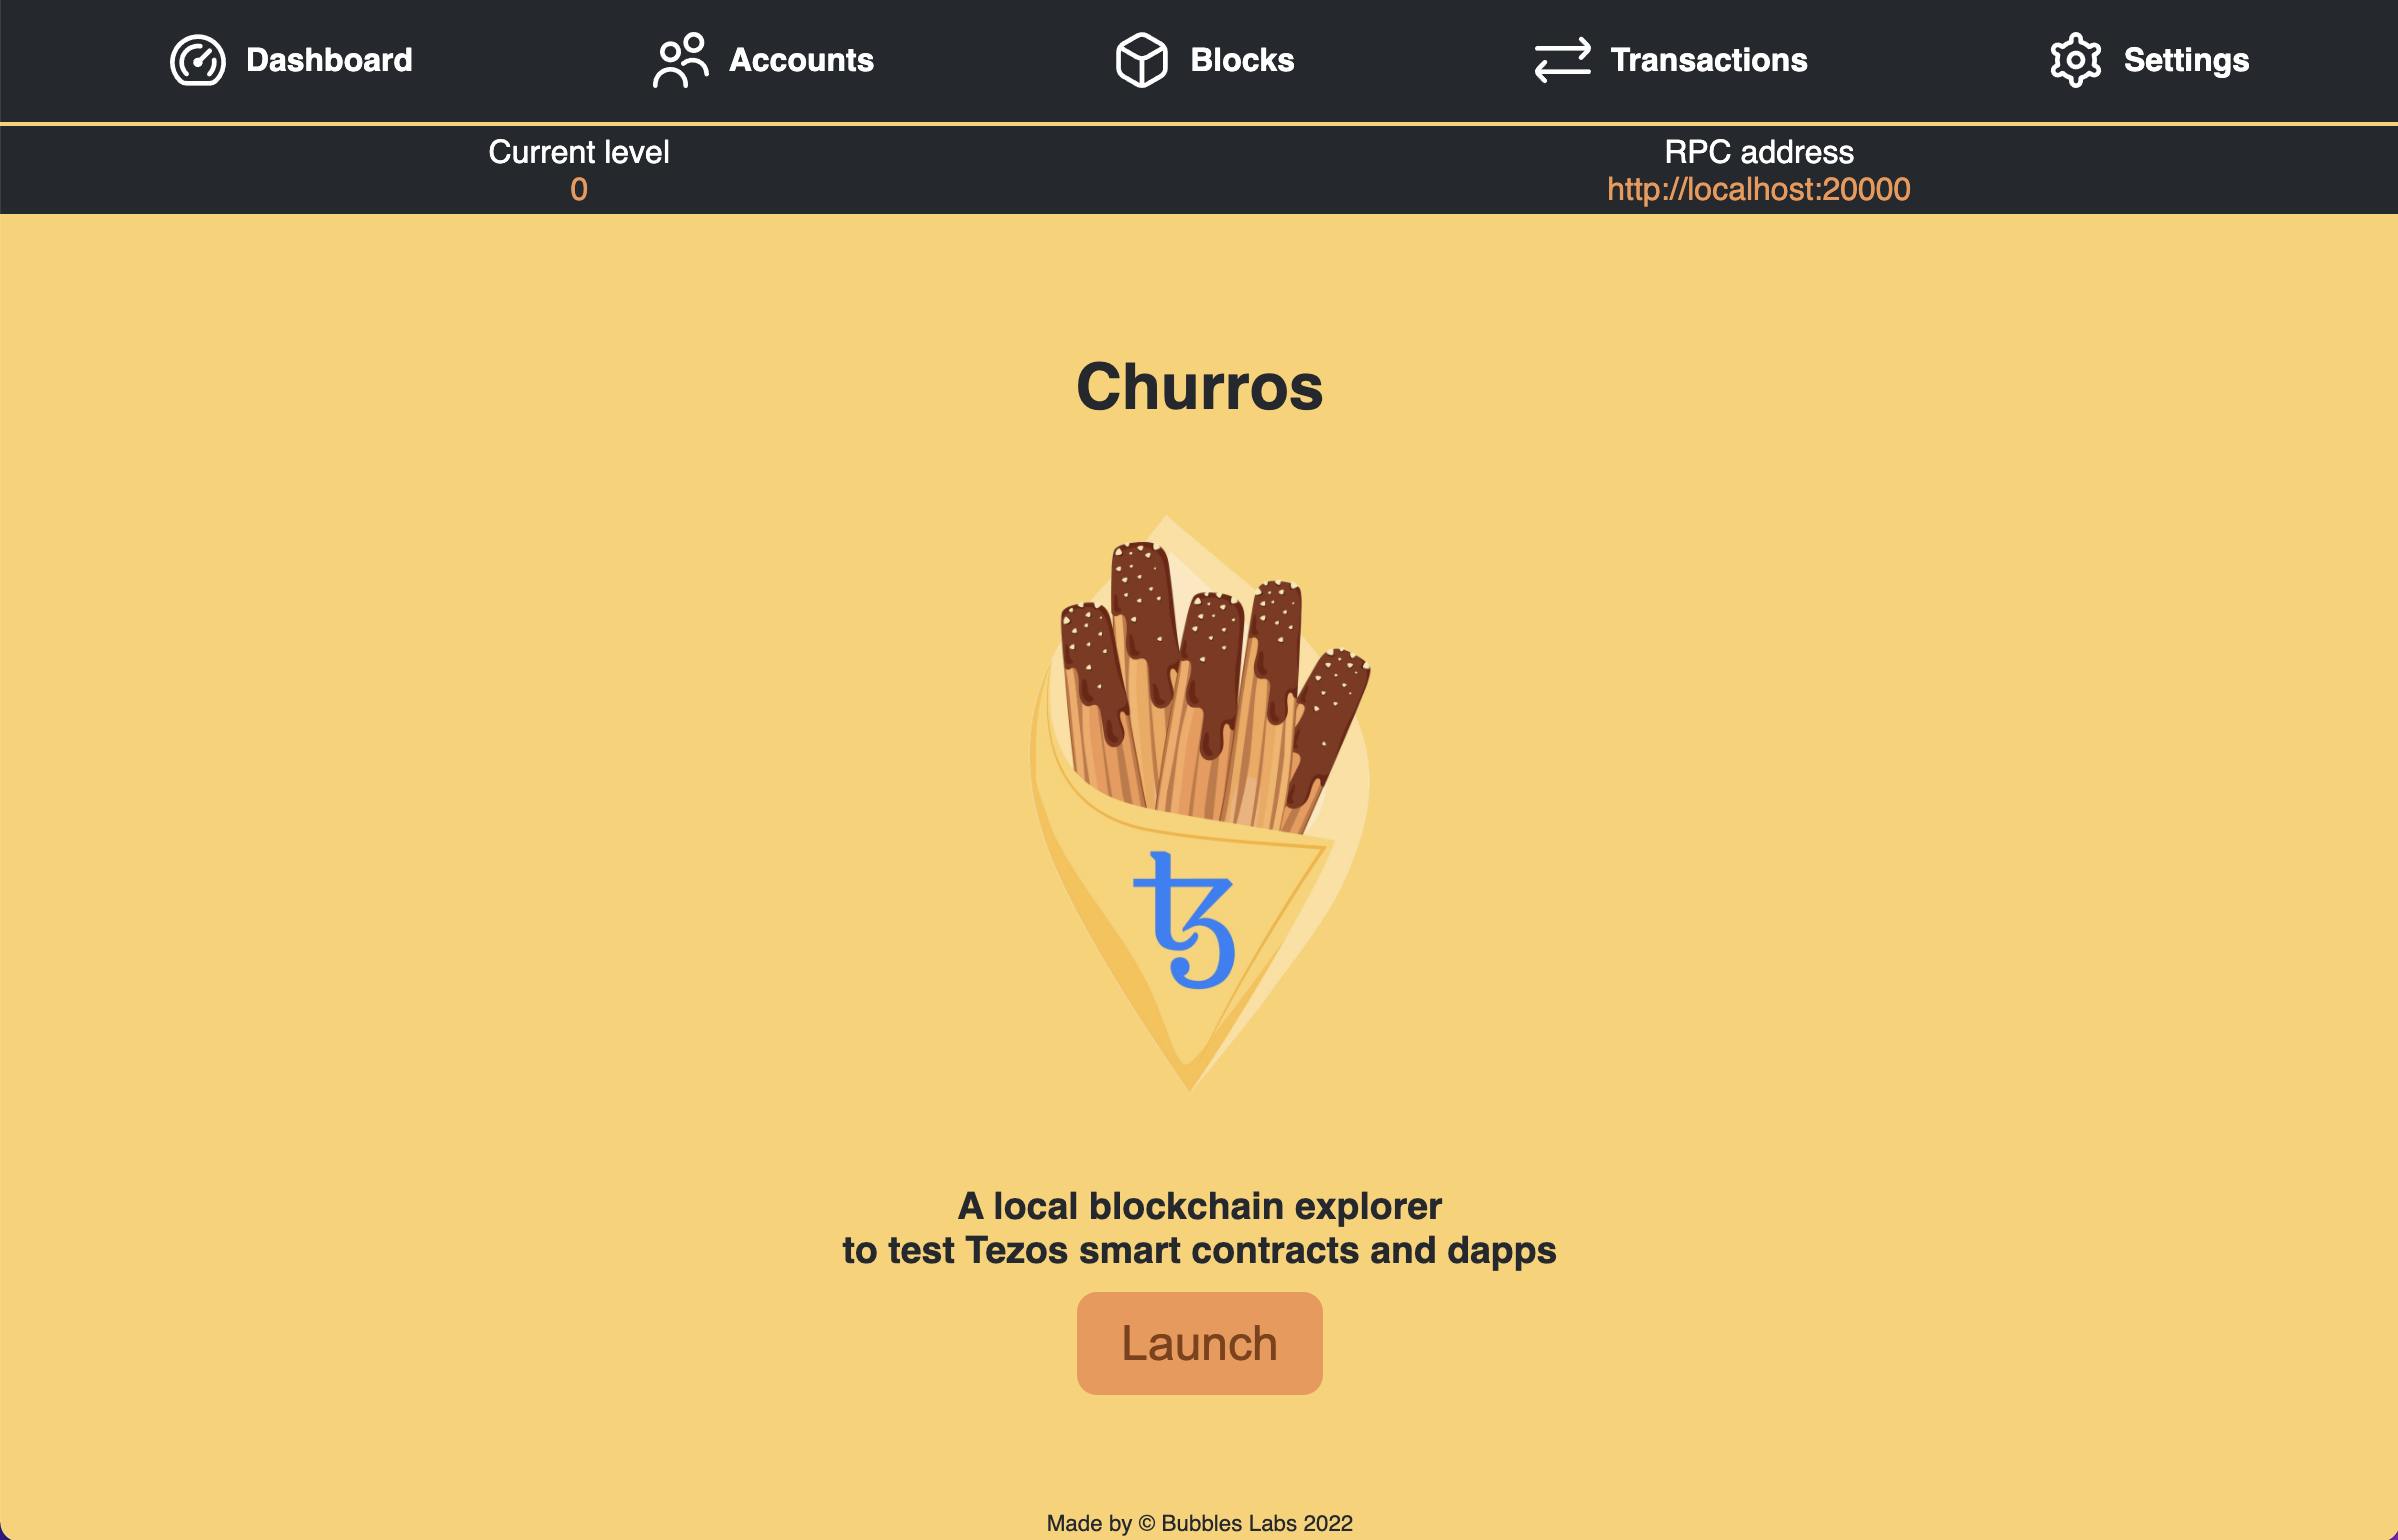 Dashboard
Accounts
Blocks
Transactions
Settings
Current level
0
RPC address
http://localhost:20000
Churros
A local blockchain explorer
to test Tezos smart contracts and dapps
Launch
Made by © Bubbles Labs 2022